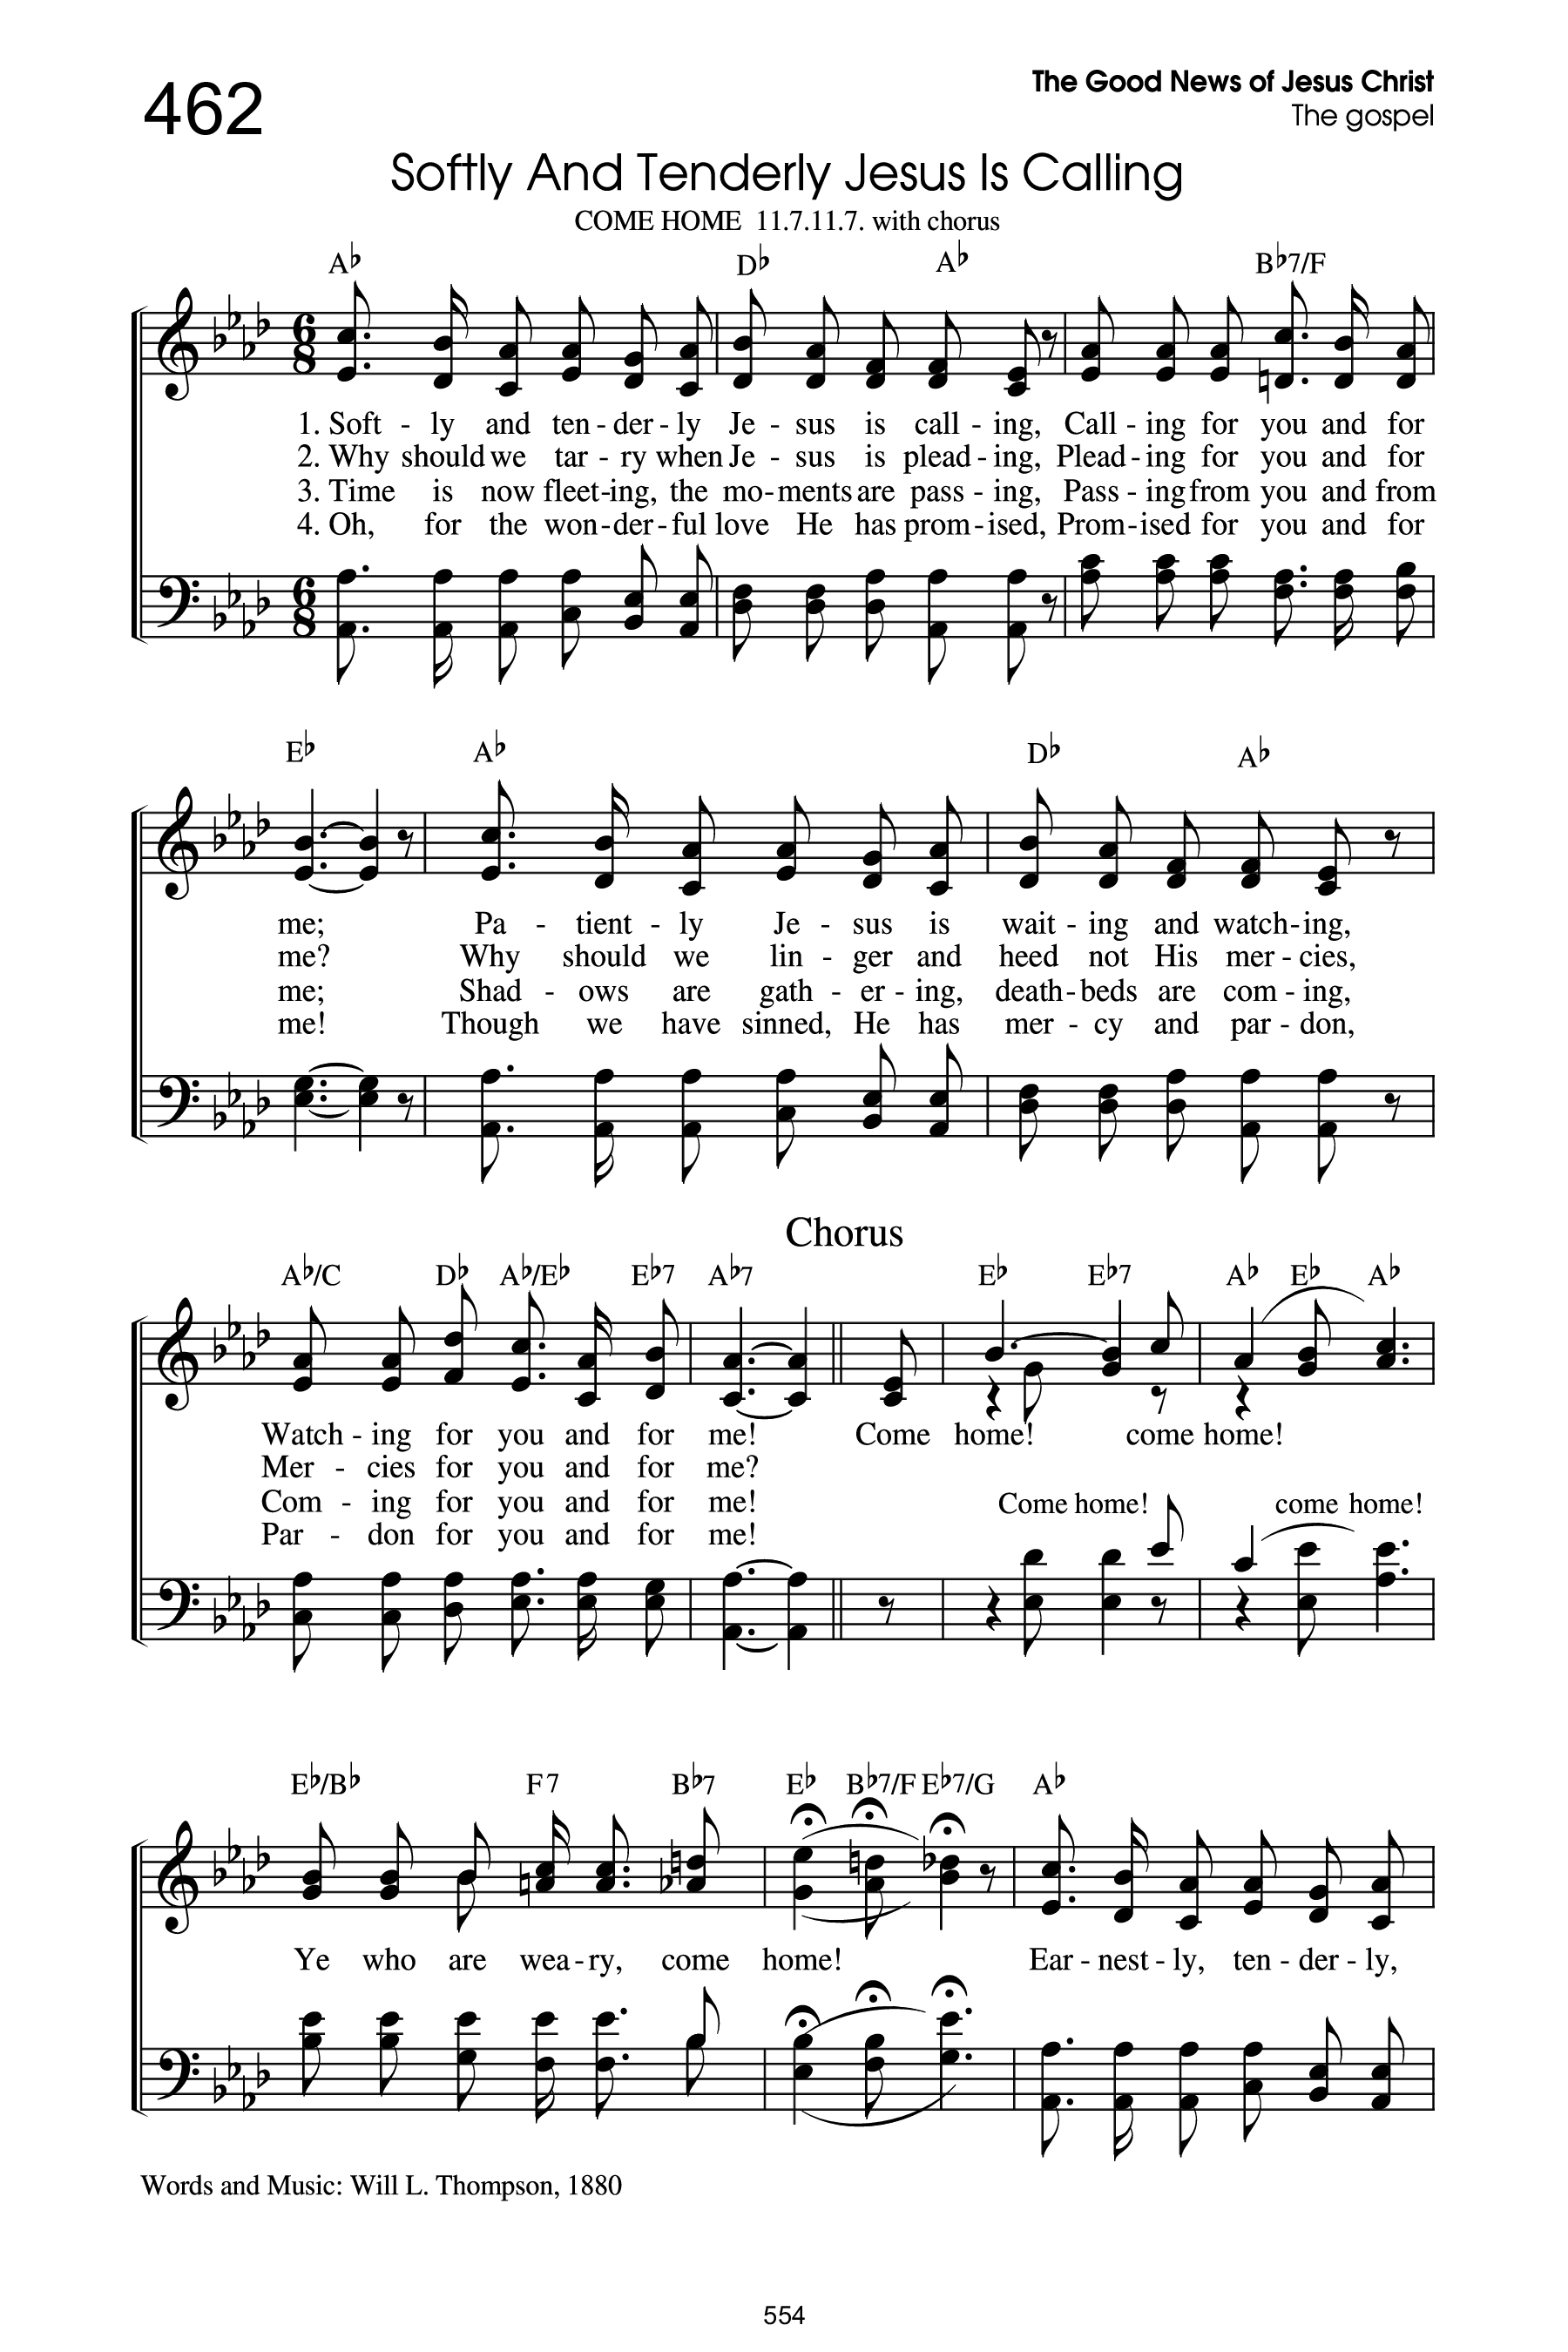 462
The Good News of Jesus Christ
The gospel
Softly And Tenderly Jesus Is Calling
COME HOME 11.7.11.7. with chorus
A♭ D♭ A♭ B♭7/F
6 8
1. Soft - ly and ten - der - ly Je - sus is call - ing, Call - ing for you and for
2. Why should we tar - ry when Je - sus is plead - ing, Plead - ing for you and for
3. Time is now fleet - ing, the mo - ments are pass - ing, Pass - ing from you and from
4. Oh, for the won - der - ful love He has prom - ised, Prom - ised for you and for
6 8
E♭ A♭ D♭ A♭
me; Pa - tient - ly Je - sus is wait - ing and watch - ing,
me? Why should we lin - ger and heed not His mer - cies,
me; Shad - ows are gath - er - ing, death - beds are com - ing,
me! Though we have sinned, He has mer - cy and par - don,
Chorus
A♭/C D♭ A♭/E♭ E♭7 A♭7 E♭ E♭7 A♭ E♭ A♭
Watch - ing for you and for me! Come home! come home!
Mer - cies for you and for me?
Com - ing for you and for me! Come home! come home!
Par - don for you and for me!
E♭/B♭ F7 B♭7 E♭ B♭7/F E♭7/G A♭
Ye who are wea - ry, come home! Ear - nest - ly, ten - der - ly,
Words and Music: Will L. Thompson, 1880
554